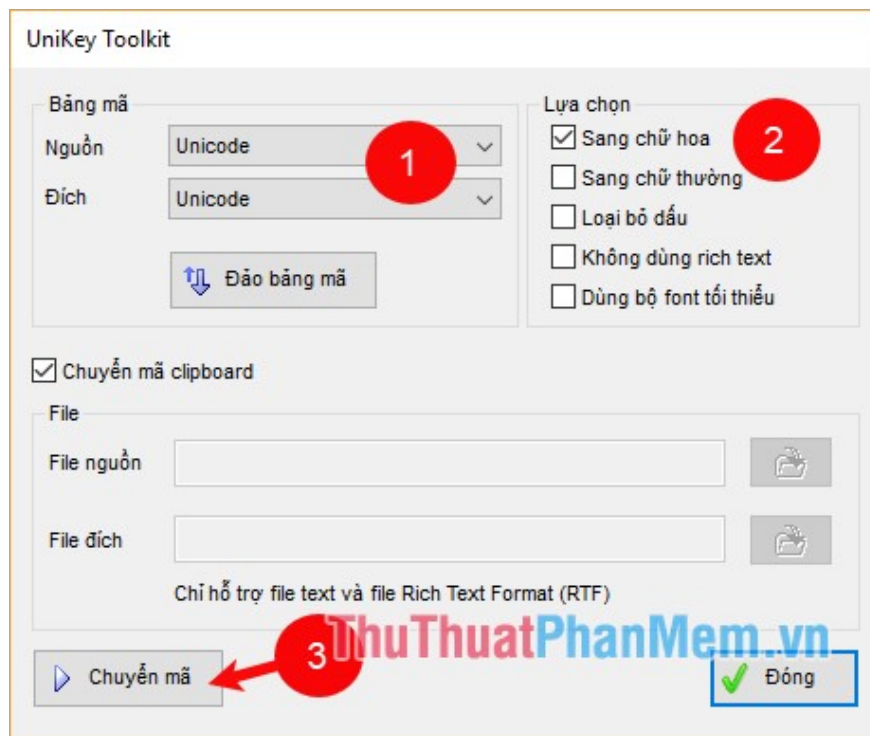 UniKey Toolkit
Bảng mã
Nguồn
Unicode
1
Đích
Unicode
Đảo bảng mã
Lựa chọn
Sang chữ hoa
2
Sang chữ thường
Loại bỏ dấu
Không dùng rich text
Dùng bộ font tối thiểu
Chuyển mã clipboard
File
File nguồn
File đích
Chỉ hỗ trợ file text và file Rich Text Format (RTF)
ThuThuatPhanMem.vn
3
Chuyển mã
Đóng